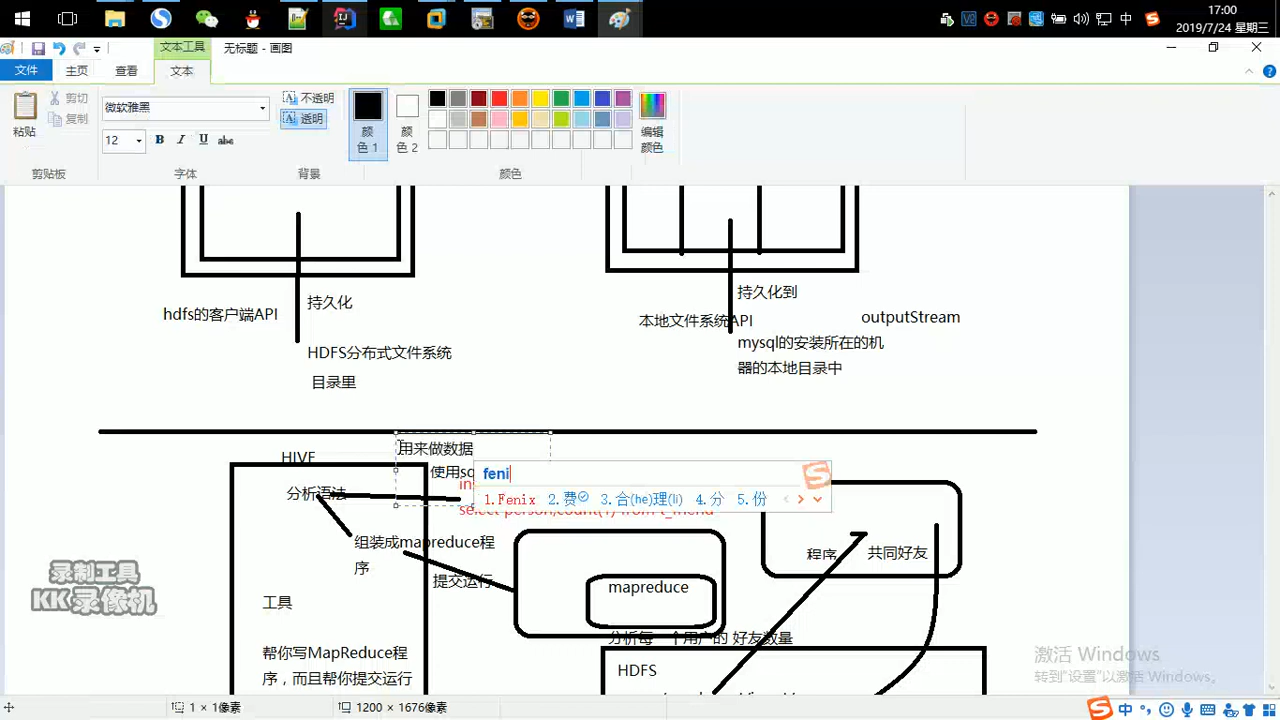 17:00
中
2019/7/24 星期三
文本工具
无标题 - 画图
文件
主页
查看
文本
粘贴
剪切
复制
微软雅黑
12
B I U abc
不透明
透明
颜
色 1
颜
色 2
编辑
颜色
剪贴板
字体
背景
颜色
hdfs的客户端API
持久化
HDFS分布式文件系统
目录里
持久化到
本地文件系统API
outputStream
mysql的安装所在的机
器的本地目录中
用来做数据
feni
1.Fenix 2.费 3.合(he)理(li) 4.分 5.份
HIVE
使用sq
in
分析语法
select person,count(1) from t_friend
组装成mapreduce程
序
提交运行
mapreduce
程序
共同好友
工具
分析每一个用户的 好友数量
帮你写MapReduce程
序，而且帮你提交运行
HDFS
录制工具
KK录像机
激活 Windows
转到“设置”以激活 Windows。
1 × 1像素
1200 × 1676像素
中